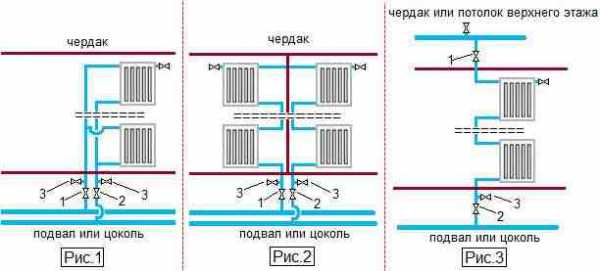 чердак
3
3
1
2
подвал или цоколь
Рис.1
чердак
3
3
1
2
подвал или цоколь
Рис.2
чердак или потолок верхнего этажа
1
3
2
подвал или цоколь
Рис.3